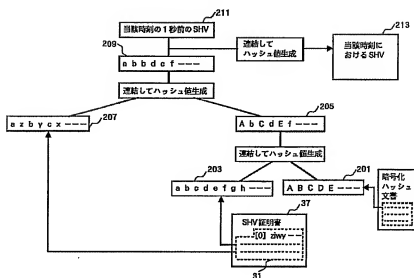 211
当該時刻の1秒前のSHV
209
連結して
ハッシュ値生成
213
当該時刻に
おけるSHV
a b b d c f ---
連結してハッシュ値生成
a x b y c x ---
207
A b C d E f ---
205
連結してハッシュ値生成
203
a b c d e f g h ---
201
A B C D E ---
暗号化
ハッシュ
文書
37
SHV証明書
[0] ziwy ---
31